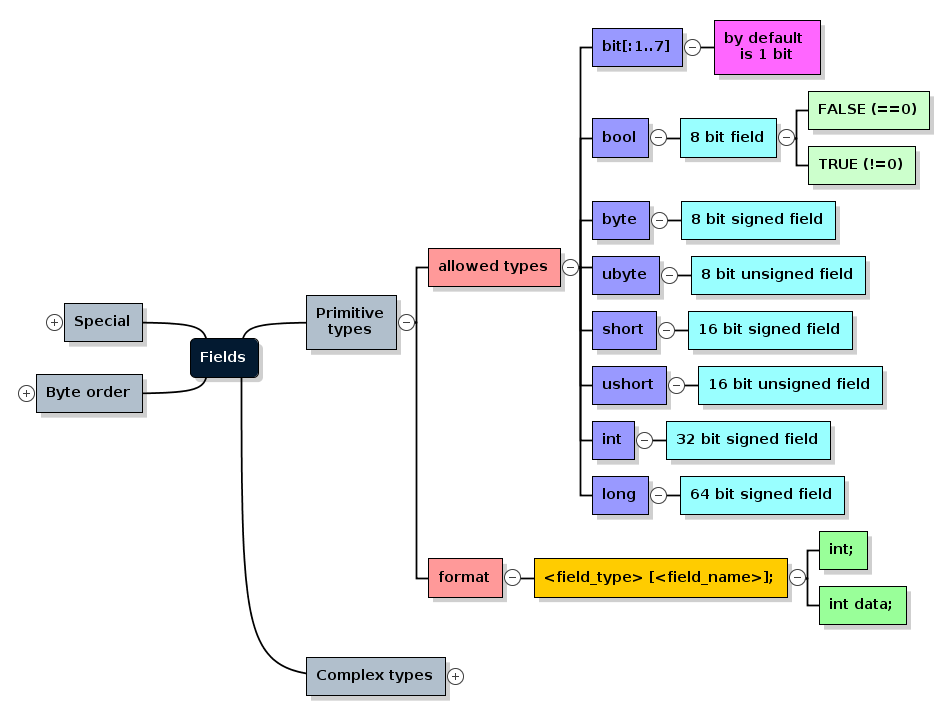 bit[:1..7]
by default
is 1 bit
bool
8 bit field
FALSE (==0)
TRUE (!=0)
byte
8 bit signed field
allowed types
ubyte
8 bit unsigned field
Special
Primitive
types
short
16 bit signed field
Fields
Byte order
ushort
16 bit unsigned field
int
32 bit signed field
long
64 bit signed field
format
<field_type> [<field_name>];
int;
int data;
Complex types